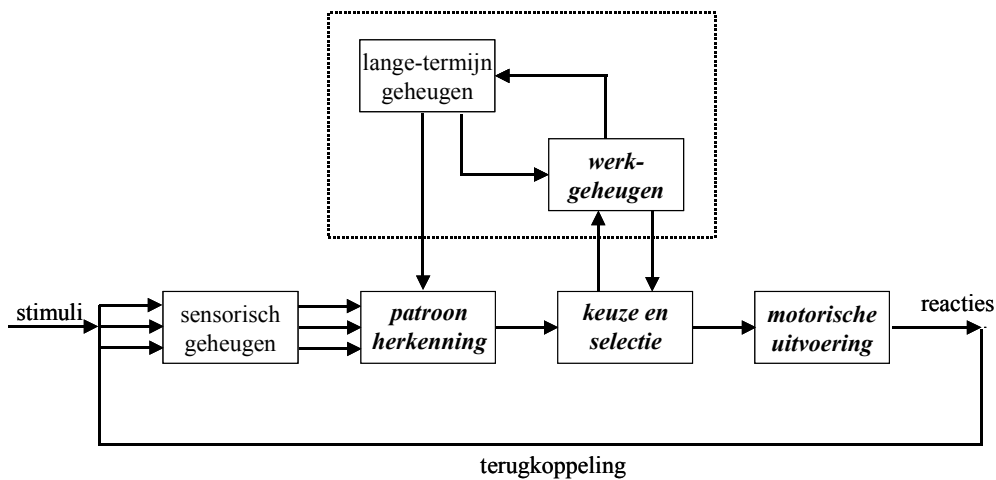 lange-termijn
geheugen
werk-
geheugen
stimuli
sensorisch
geheugen
patroon
herkenning
keuze en
selectie
motorische
uitvoering
reacties
terugkoppeling